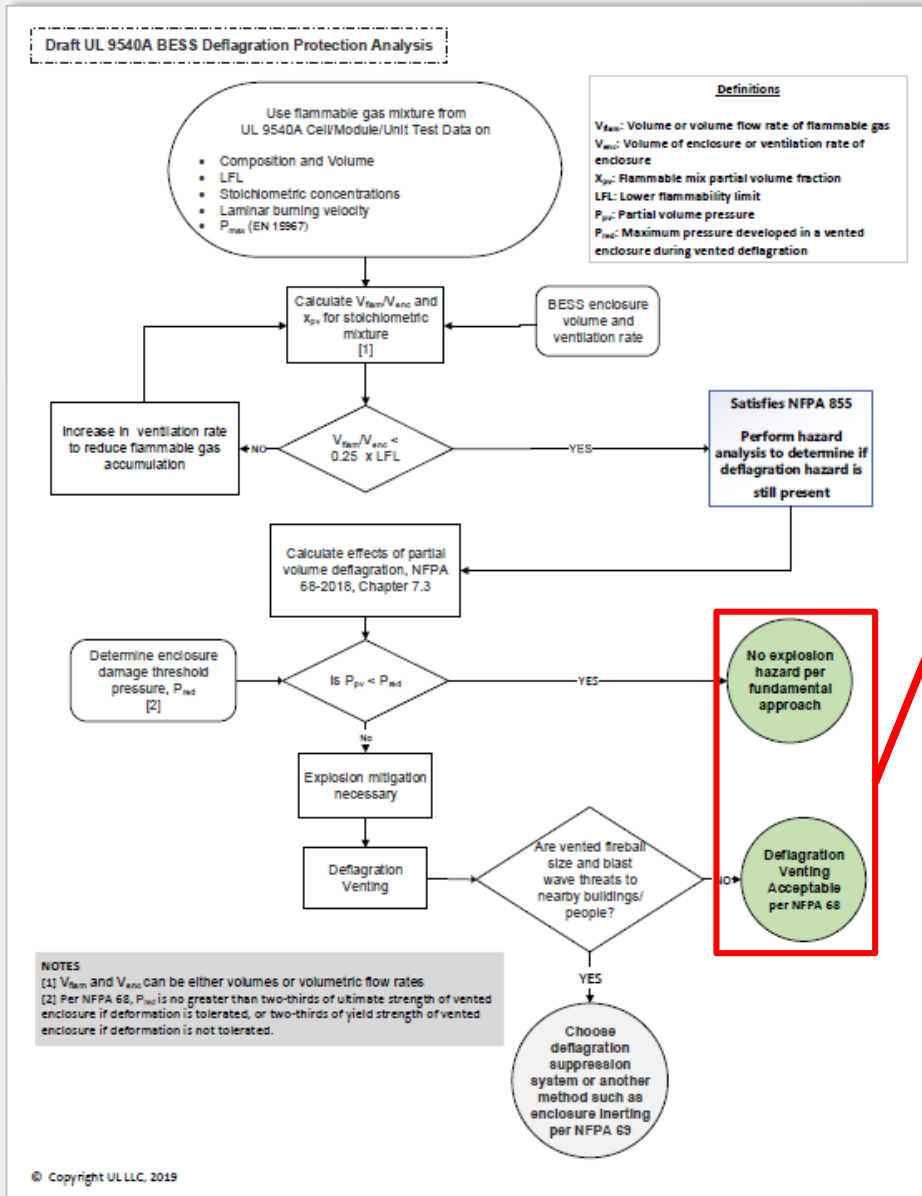 Draft UL 9540A BESS Deflagration Protection Analysis
Use flammable gas mixture from
UL 9540A Cell/Module/Unit Test Data on
• Composition and Volume
• LFL
• Stoichiometric concentrations
• Laminar burning velocity
• Pmax (EN 15967)
Definitions
Vflam: Volume or volume flow rate of flammable gas
Venc: Volume of enclosure or ventilation rate of
enclosure
Xpv: Flammable mix partial volume fraction
LFL: Lower flammability limit
Ppv: Partial volume pressure
Pred: Maximum pressure developed in a vented
enclosure during vented deflagration
Calculate Vflam/Venc and
xpv for stoichiometric
mixture
[1]
BESS enclosure
volume and
ventilation rate
Increase in ventilation rate
to reduce flammable gas
accumulation
NO
Vflam/Venc <
0.25 x LFL
YES
Satisfies NFPA 855
Perform hazard
analysis to determine if
deflagration hazard is
still present
Calculate effects of partial
volume deflagration, NFPA
68-2018, Chapter 7.3
Determine enclosure
damage threshold
pressure, Pred
[2]
Is Ppv < Pred
YES
No explosion
hazard per
fundamental
approach
No
Explosion mitigation
necessary
Deflagration
Venting
Are vented fireball
size and blast
wave threats to
nearby buildings/
people?
NO
Deflagration
Venting
Acceptable
per NFPA 68
YES
Choose
deflagration
suppression
system or another
method such as
enclosure inerting
per NFPA 69
NOTES
[1] Vflam and Venc can be either volumes or volumetric flow rates
[2] Per NFPA 68, Pred is no greater than two-thirds of ultimate strength of vented
enclosure if deformation is tolerated, or two-thirds of yield strength of vented
enclosure if deformation is not tolerated.
© Copyright UL LLC, 2019